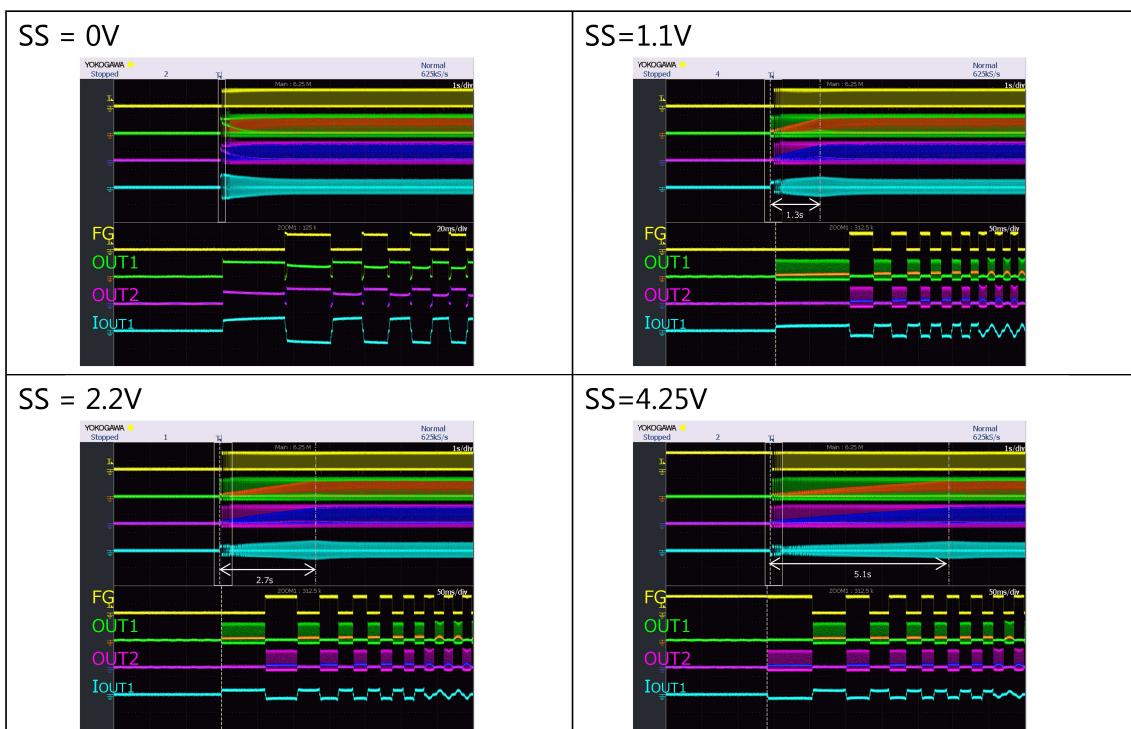 SS = 0V
YOKOGAWA
Stopped 2
Normal
625kS/s
Main : 6.25 M
1s/div
FG
ZOOM1 : 125 k
20ms/div
OUT1
OUT2
IOUT1
SS=1.1V
YOKOGAWA
Stopped 4
Normal
625kS/s
Main : 6.25 M
1s/div
1.3s
FG
ZOOM1 : 312.5 k
50ms/div
OUT1
OUT2
IOUT1
SS = 2.2V
YOKOGAWA
Stopped 1
Normal
625kS/s
Main : 6.25 M
1s/div
2.7s
FG
ZOOM1 : 312.5 k
50ms/div
OUT1
OUT2
IOUT1
SS=4.25V
YOKOGAWA
Stopped 2
Normal
625kS/s
Main : 6.25 M
1s/div
5.1s
FG
ZOOM1 : 312.5 k
50ms/div
OUT1
OUT2
IOUT1